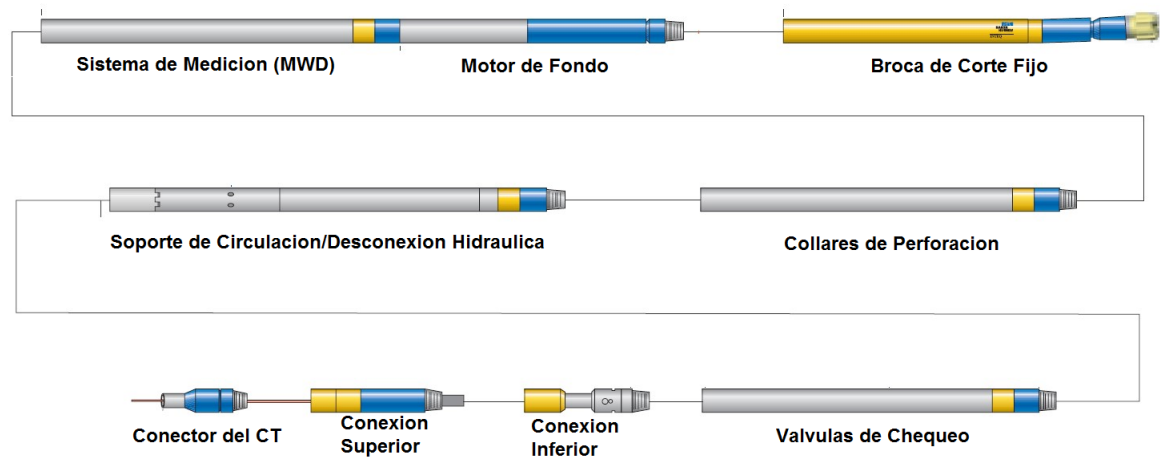 Sistema de Medicion (MWD)
Motor de Fondo
Broca de Corte Fijo
Soporte de Circulacion/Desconexion Hidraulica
Collares de Perforacion
Conector del CT
Conexion
Superior
Conexion
Inferior
Valvulas de Chequeo